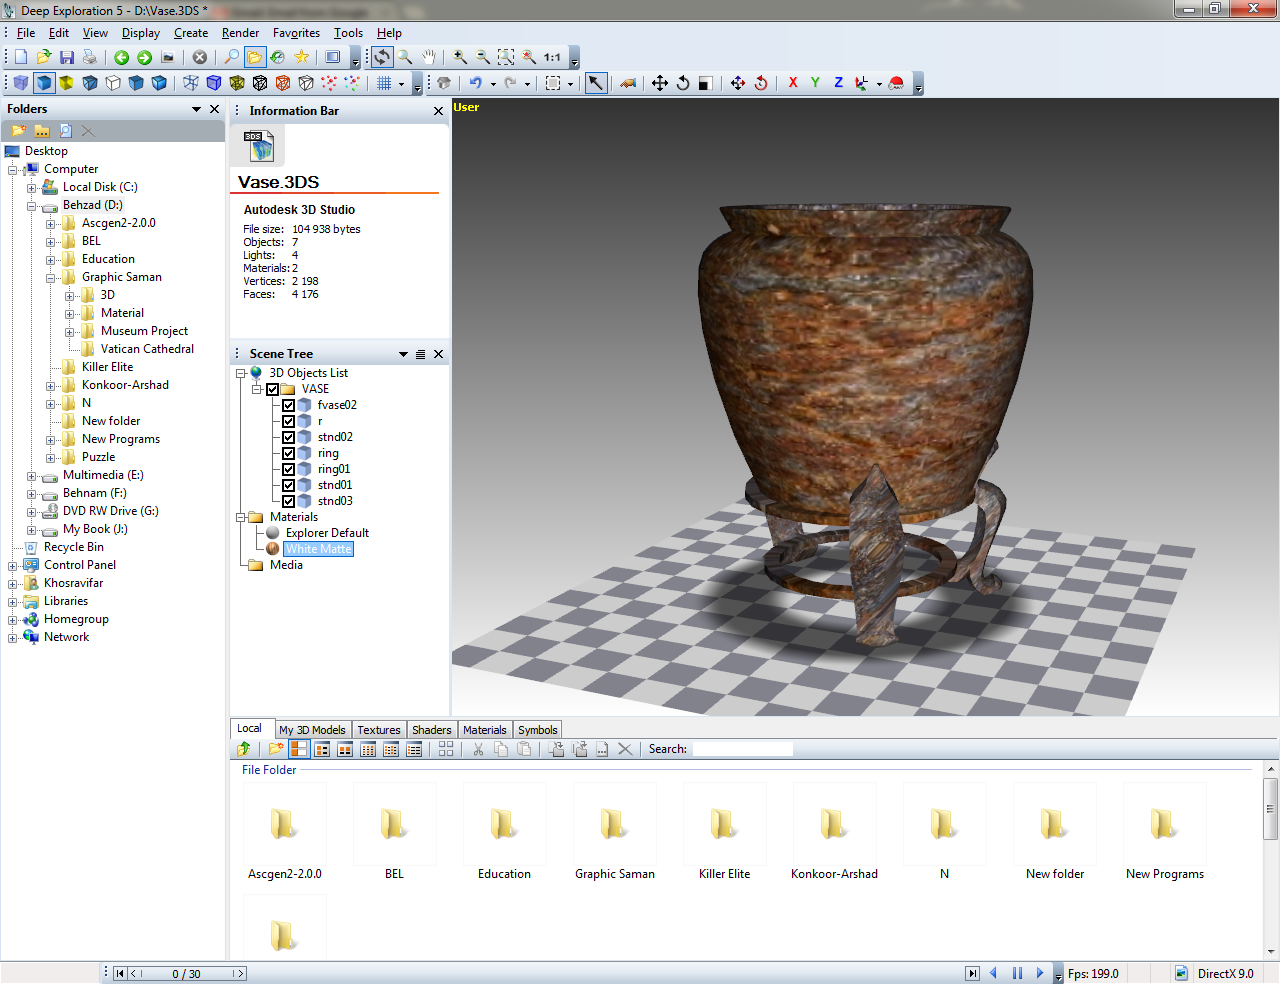 Deep Exploration 5 - D:\Vase.3DS *
File Edit View Display Create Render Favorites Tools Help
1:1
X Y Z
Folders
Desktop
Computer
Local Disk (C:)
Behzad (D:)
Ascgen2-2.0.0
BEL
Education
Graphic Saman
3D
Material
Museum Project
Vatican Cathedral
Killer Elite
Konkoor-Arshad
N
New folder
New Programs
Puzzle
Multimedia (E:)
Behnam (F:)
DVD RW Drive (G:)
My Book (J:)
Recycle Bin
Control Panel
Khosravifar
Libraries
Homegroup
Network
Information Bar
3DS
Vase.3DS
Autodesk 3D Studio
File size: 104 938 bytes
Objects: 7
Lights: 4
Materials: 2
Vertices: 2 198
Faces: 4 176
Scene Tree
3D Objects List
VASE
fvase02
r
stnd02
ring
ring01
stnd01
stnd03
Materials
Explorer Default
White Matte
Media
User
Local My 3D Models Textures Shaders Materials Symbols
Search:
File Folder
Ascgen2-2.0.0 BEL Education Graphic Saman Killer Elite Konkoor-Arshad N New folder New Programs
0 / 30
Fps: 199.0
DirectX 9.0